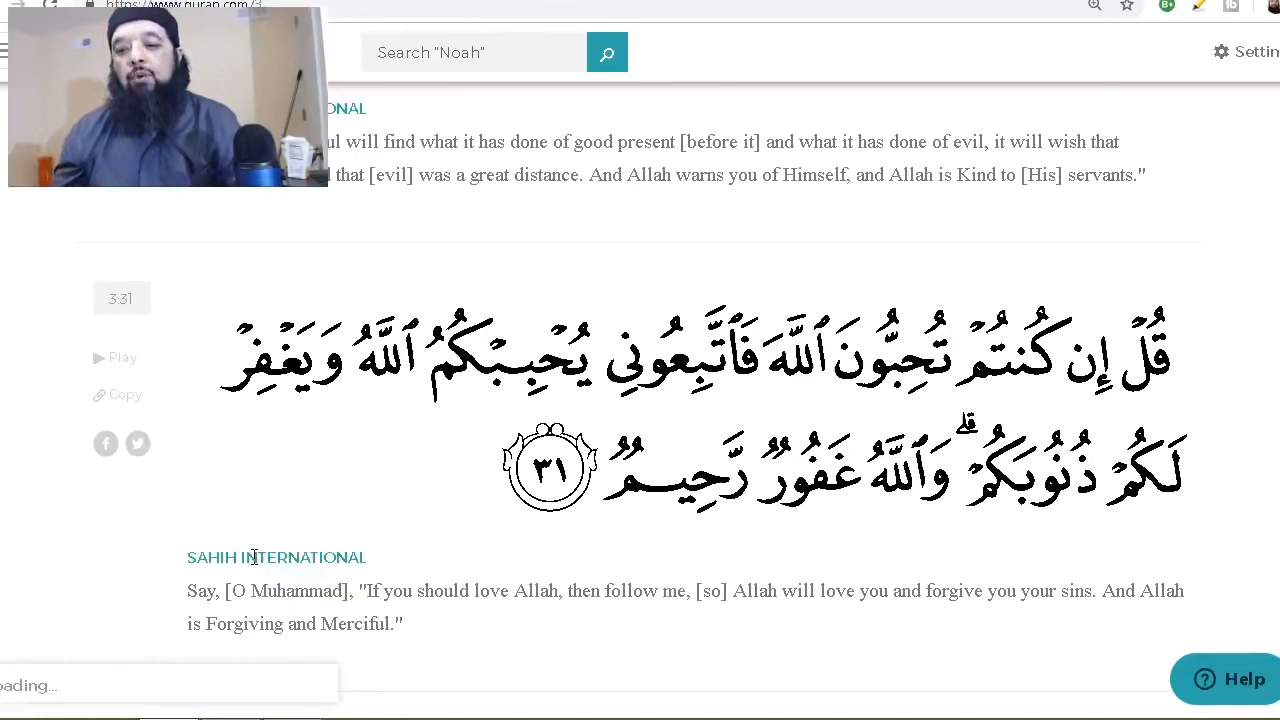 https://www.quran.com/3
Search "Noah"
Settin
ONAL
ul will find what it has done of good present [before it] and what it has done of evil, it will wish that
that [evil] was a great distance. And Allah warns you of Himself, and Allah is Kind to [His] servants."
3:31
Play
Copy
قُلْ إِن كُنتُمْ تُحِبُّونَ ٱللَّهَ فَٱتَّبِعُونِى يُحْبِبْكُمُ ٱللَّهُ وَيَغْفِرْ
لَكُمْ ذُنُوبَكُمْ ۗ وَٱللَّهُ غَفُورٌ رَّحِيمٌ ٣١
SAHIH INTERNATIONAL
Say, [O Muhammad], "If you should love Allah, then follow me, [so] Allah will love you and forgive you your sins. And Allah
is Forgiving and Merciful."
oading...
Help